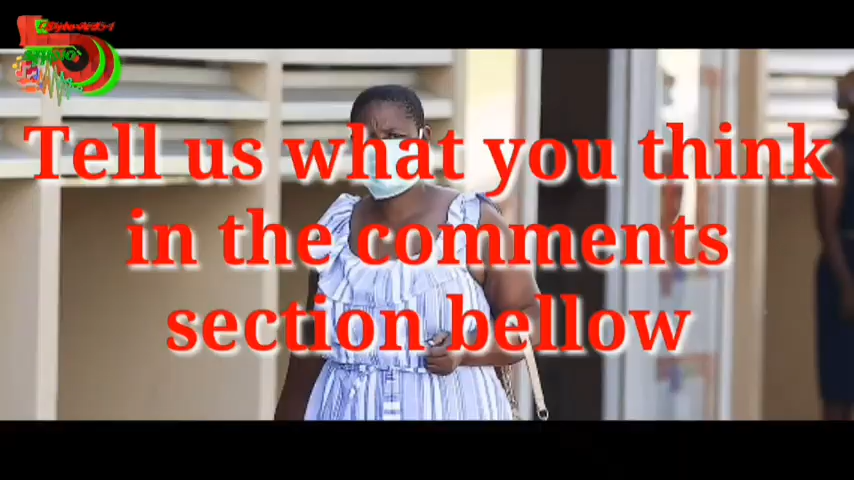 Tell us what you think
in the comments
section bellow